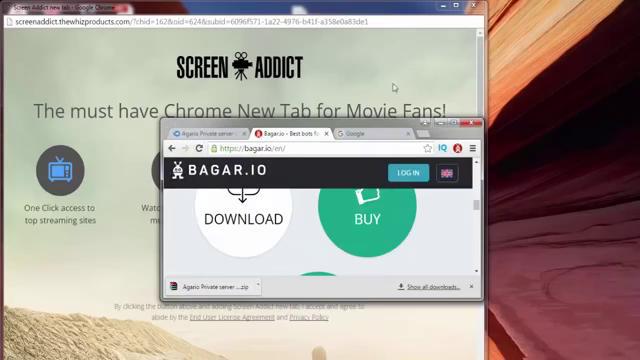 Screen Addict new tab - Google Chrome
screenaddict.thewhizproducts.com/?chid=162&oid=624&subid=6096f571-1a22-4976-b41f-a358e0a83de1
SCREEN ADDICT
The must have Chrome New Tab for Movie Fans!
One Click access to
top streaming sites
Agario Private server
Bagar.io - Best bots fo
Google
https://bagar.io/en/
IQ
BAGAR.IO
LOG IN
DOWNLOAD
BUY
Agario Private server ....zip
Show all downloads...
By clicking the button above and adding Screen Addict new tab, I accept and agree to
abide by the End User License Agreement and Privacy Policy